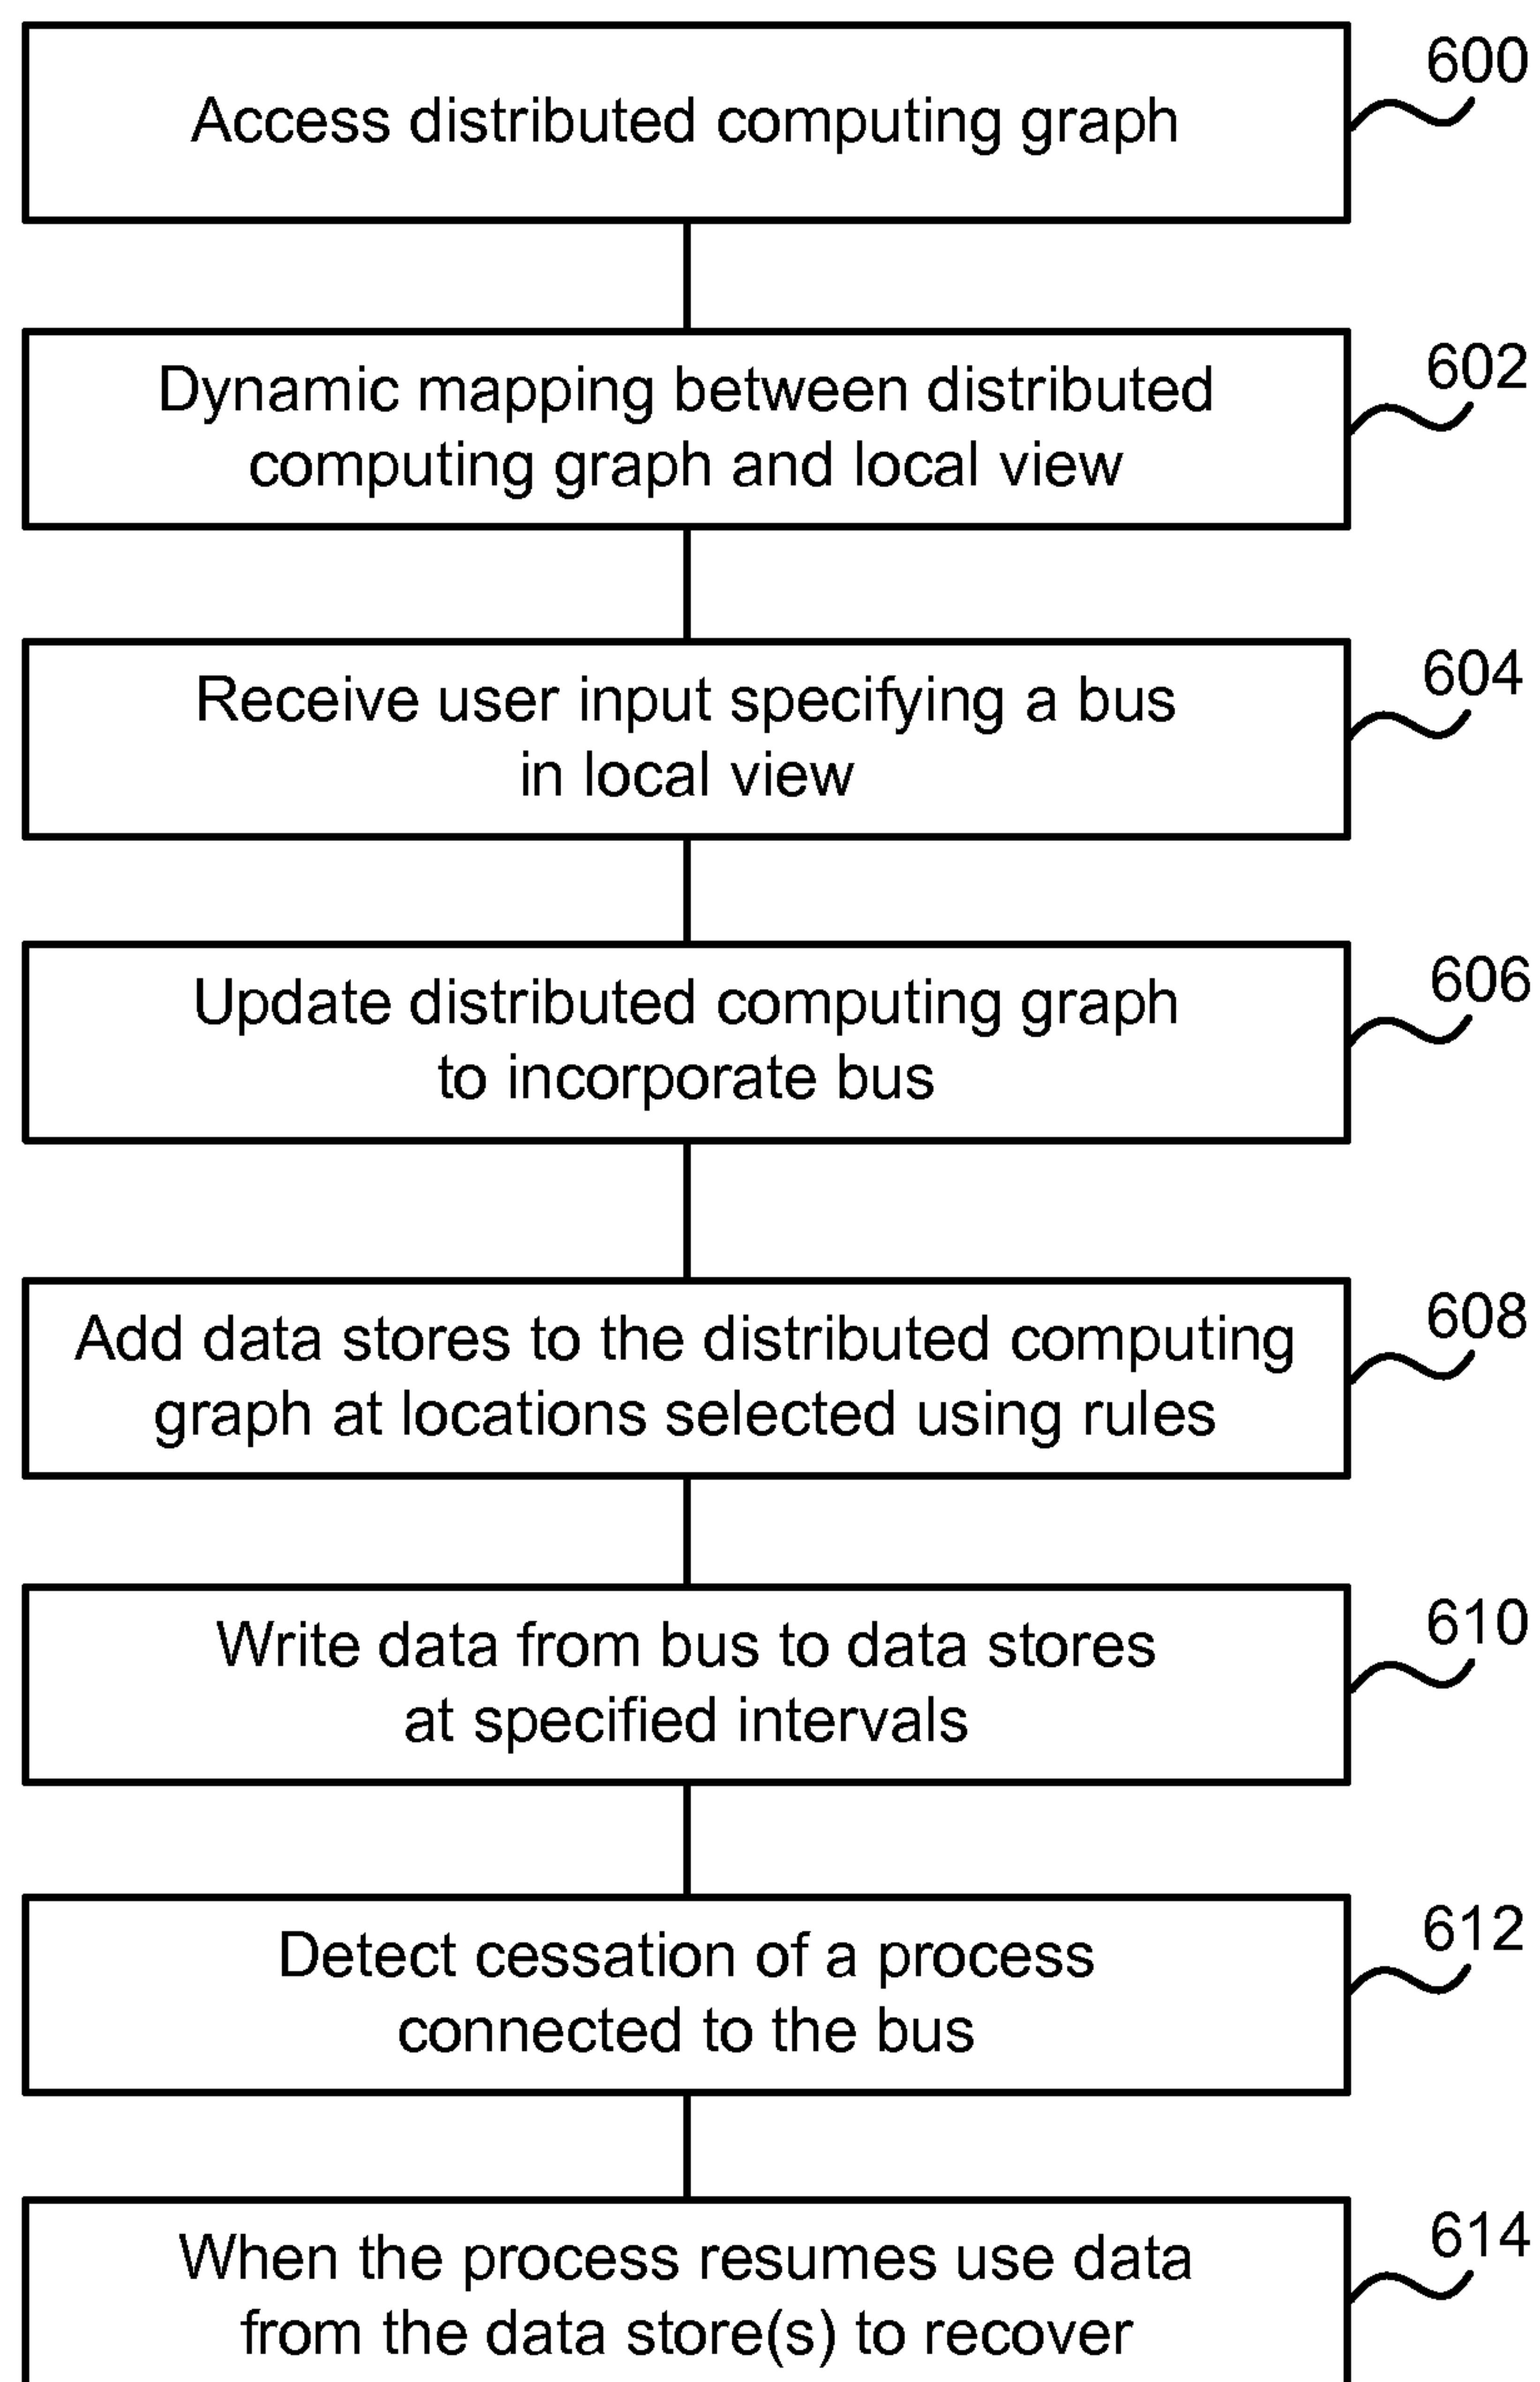 Access distributed computing graph
600
Dynamic mapping between distributed
computing graph and local view
602
Receive user input specifying a bus
in local view
604
Update distributed computing graph
to incorporate bus
606
Add data stores to the distributed computing
graph at locations selected using rules
608
Write data from bus to data stores
at specified intervals
610
Detect cessation of a process
connected to the bus
612
When the process resumes use data
from the data store(s) to recover
614